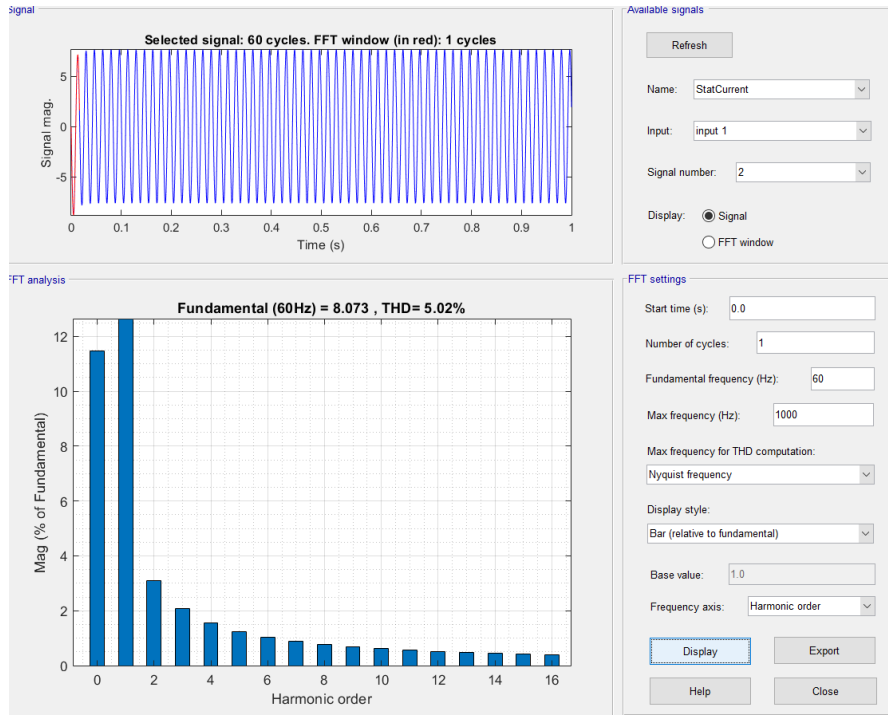 Signal
Selected signal: 60 cycles. FFT window (in red): 1 cycles
5
0
-5
Signal mag.
0 0.1 0.2 0.3 0.4 0.5 0.6 0.7 0.8 0.9 1
Time (s)
Available signals
Refresh
Name: StatCurrent
Input: input 1
Signal number: 2
Display: Signal
FFT window
FFT analysis
Fundamental (60Hz) = 8.073 , THD= 5.02%
12
10
8
6
4
2
0
Mag (% of Fundamental)
0 2 4 6 8 10 12 14 16
Harmonic order
FFT settings
Start time (s): 0.0
Number of cycles: 1
Fundamental frequency (Hz): 60
Max frequency (Hz): 1000
Max frequency for THD computation:
Nyquist frequency
Display style:
Bar (relative to fundamental)
Base value: 1.0
Frequency axis: Harmonic order
Display Export
Help Close